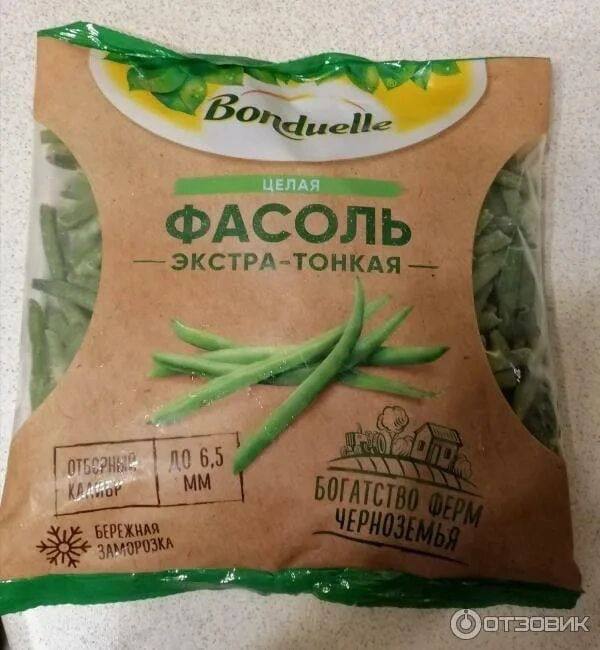 Bonduelle
ЦЕЛАЯ
ФАСОЛЬ
ЭКСТРА-ТОНКАЯ
ОТБОРНЫЙ
КАЛИБР
ДО 6,5
ММ
БОГАТСТВО ФЕРМ
ЧЕРНОЗЕМЬЯ
БЕРЕЖНАЯ
ЗАМОРОЗКА
ОТЗОВИК